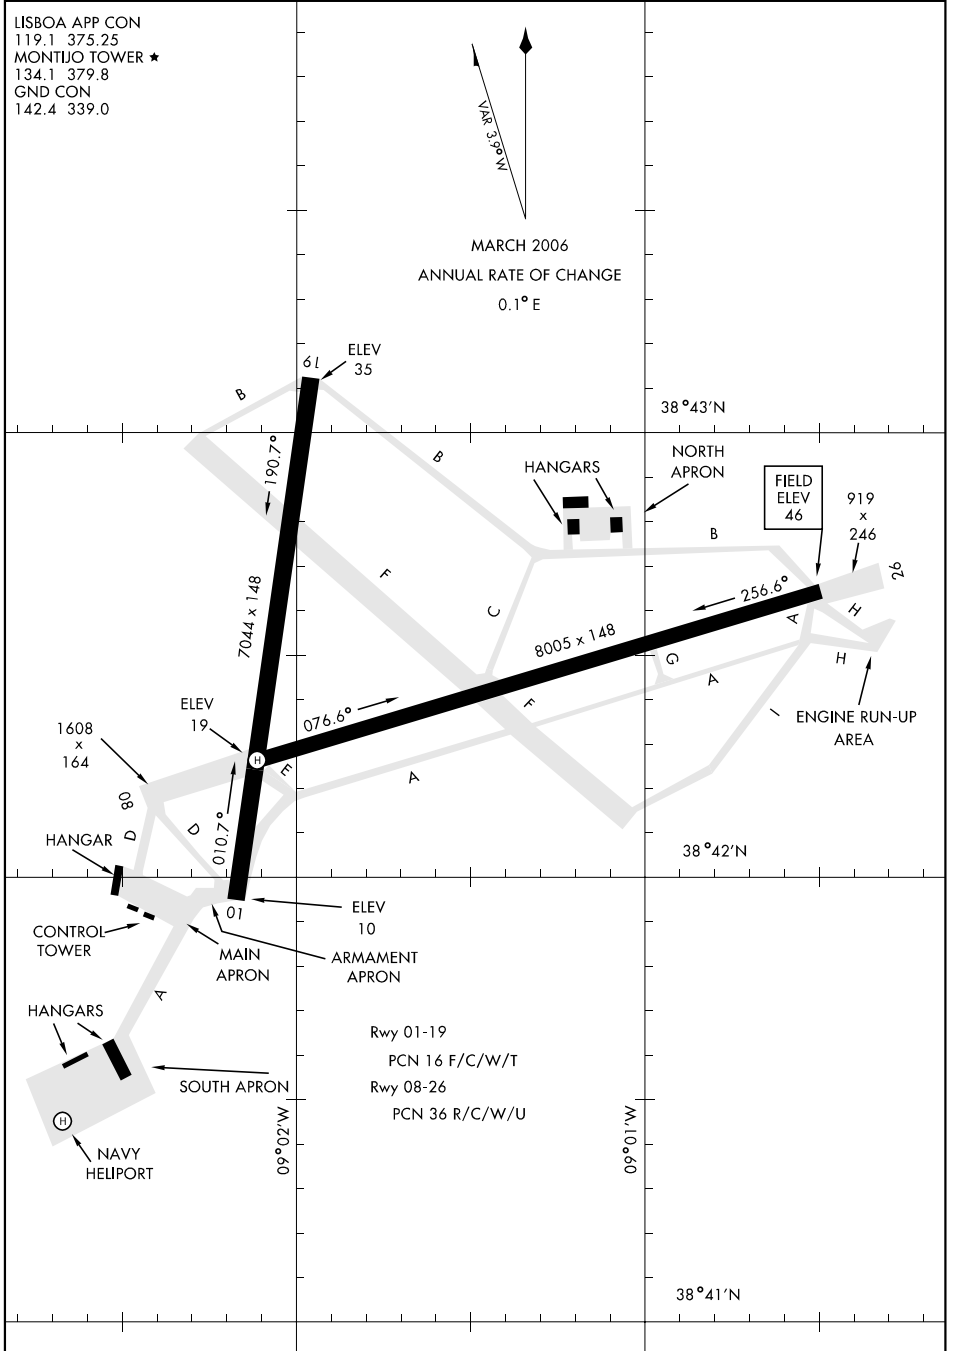 LISBOA APP CON
119.1 375.25
MONTIJO TOWER ★
134.1 379.8
GND CON
142.4 339.0
VAR 3.9° W
MARCH 2006
ANNUAL RATE OF CHANGE
0.1° E
19
ELEV
35
B
38°43'N
190.7°
B
HANGARS
NORTH
APRON
FIELD
ELEV
46
919
x
246
B
26
F
7044 x 148
C
256.6°
A
H
8005 x 148
G
H
A
ELEV
19
076.6°
F
I
ENGINE RUN-UP
AREA
1608
x
164
H
E
A
08
D
D
010.7°
HANGAR
38°42'N
01
ELEV
10
CONTROL
TOWER
MAIN
APRON
ARMAMENT
APRON
A
HANGARS
Rwy 01-19
PCN 16 F/C/W/T
SOUTH APRON
Rwy 08-26
PCN 36 R/C/W/U
H
NAVY
HELIPORT
09°02'W
09°01'W
38°41'N